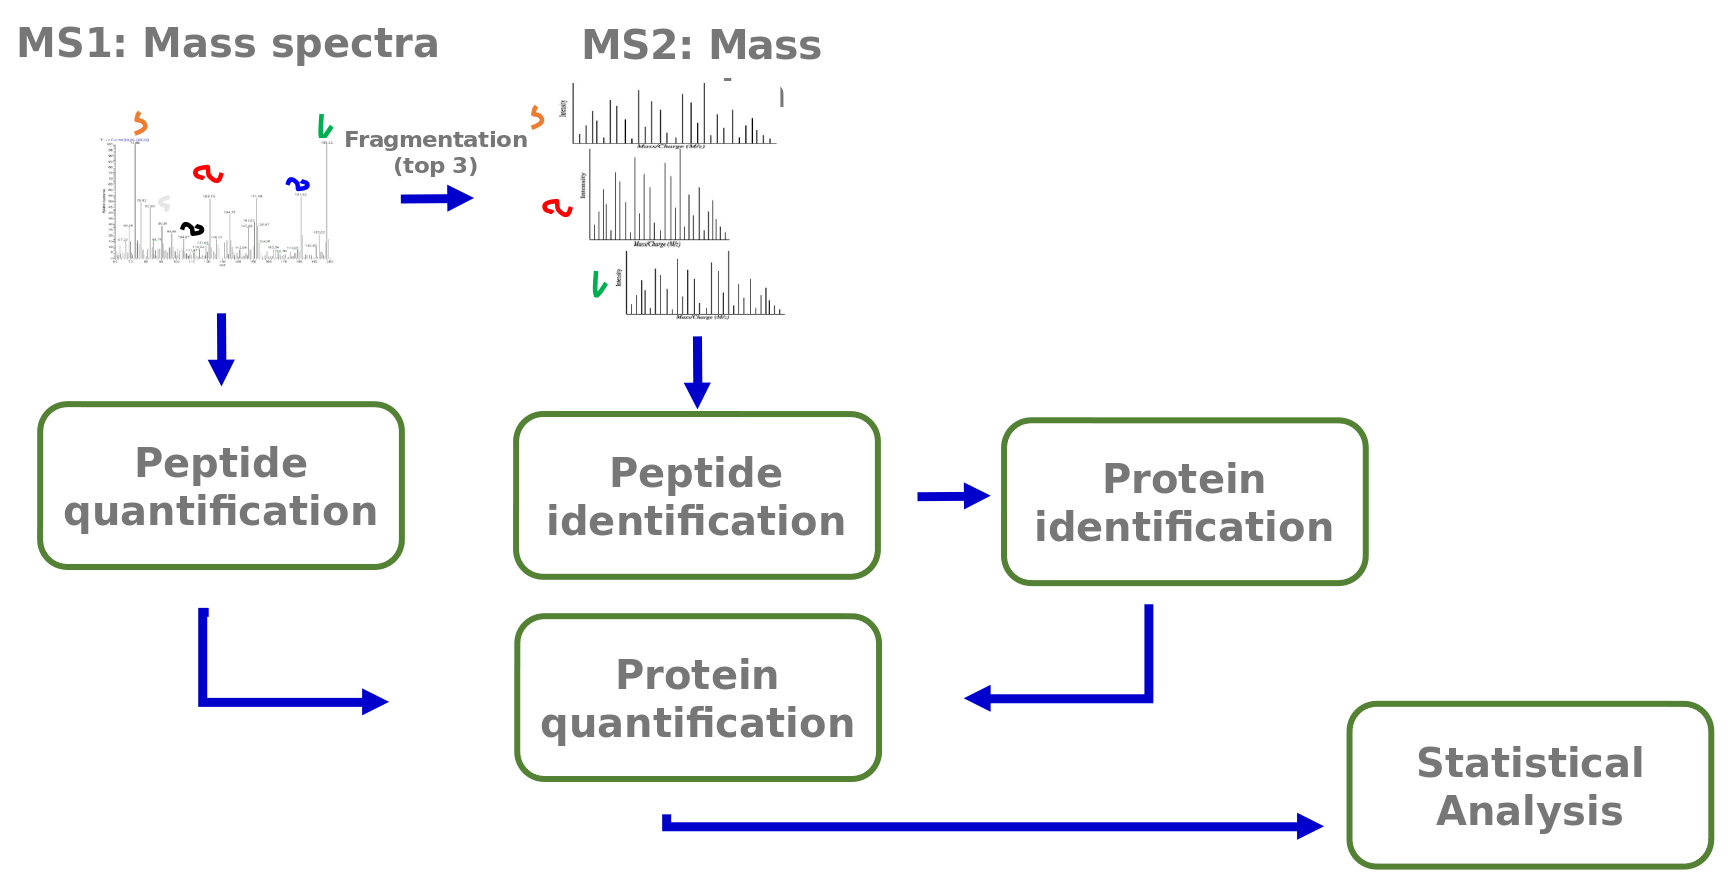 MS1: Mass spectra
MS2: Mass
Fragmentation
(top 3)
Intensity
Mass/Charge (M/z)
Intensity
Mass/Charge (M/z)
Intensity
Mass/Charge (M/z)
Peptide
quantification
Peptide
identification
Protein
identification
Protein
quantification
Statistical
Analysis